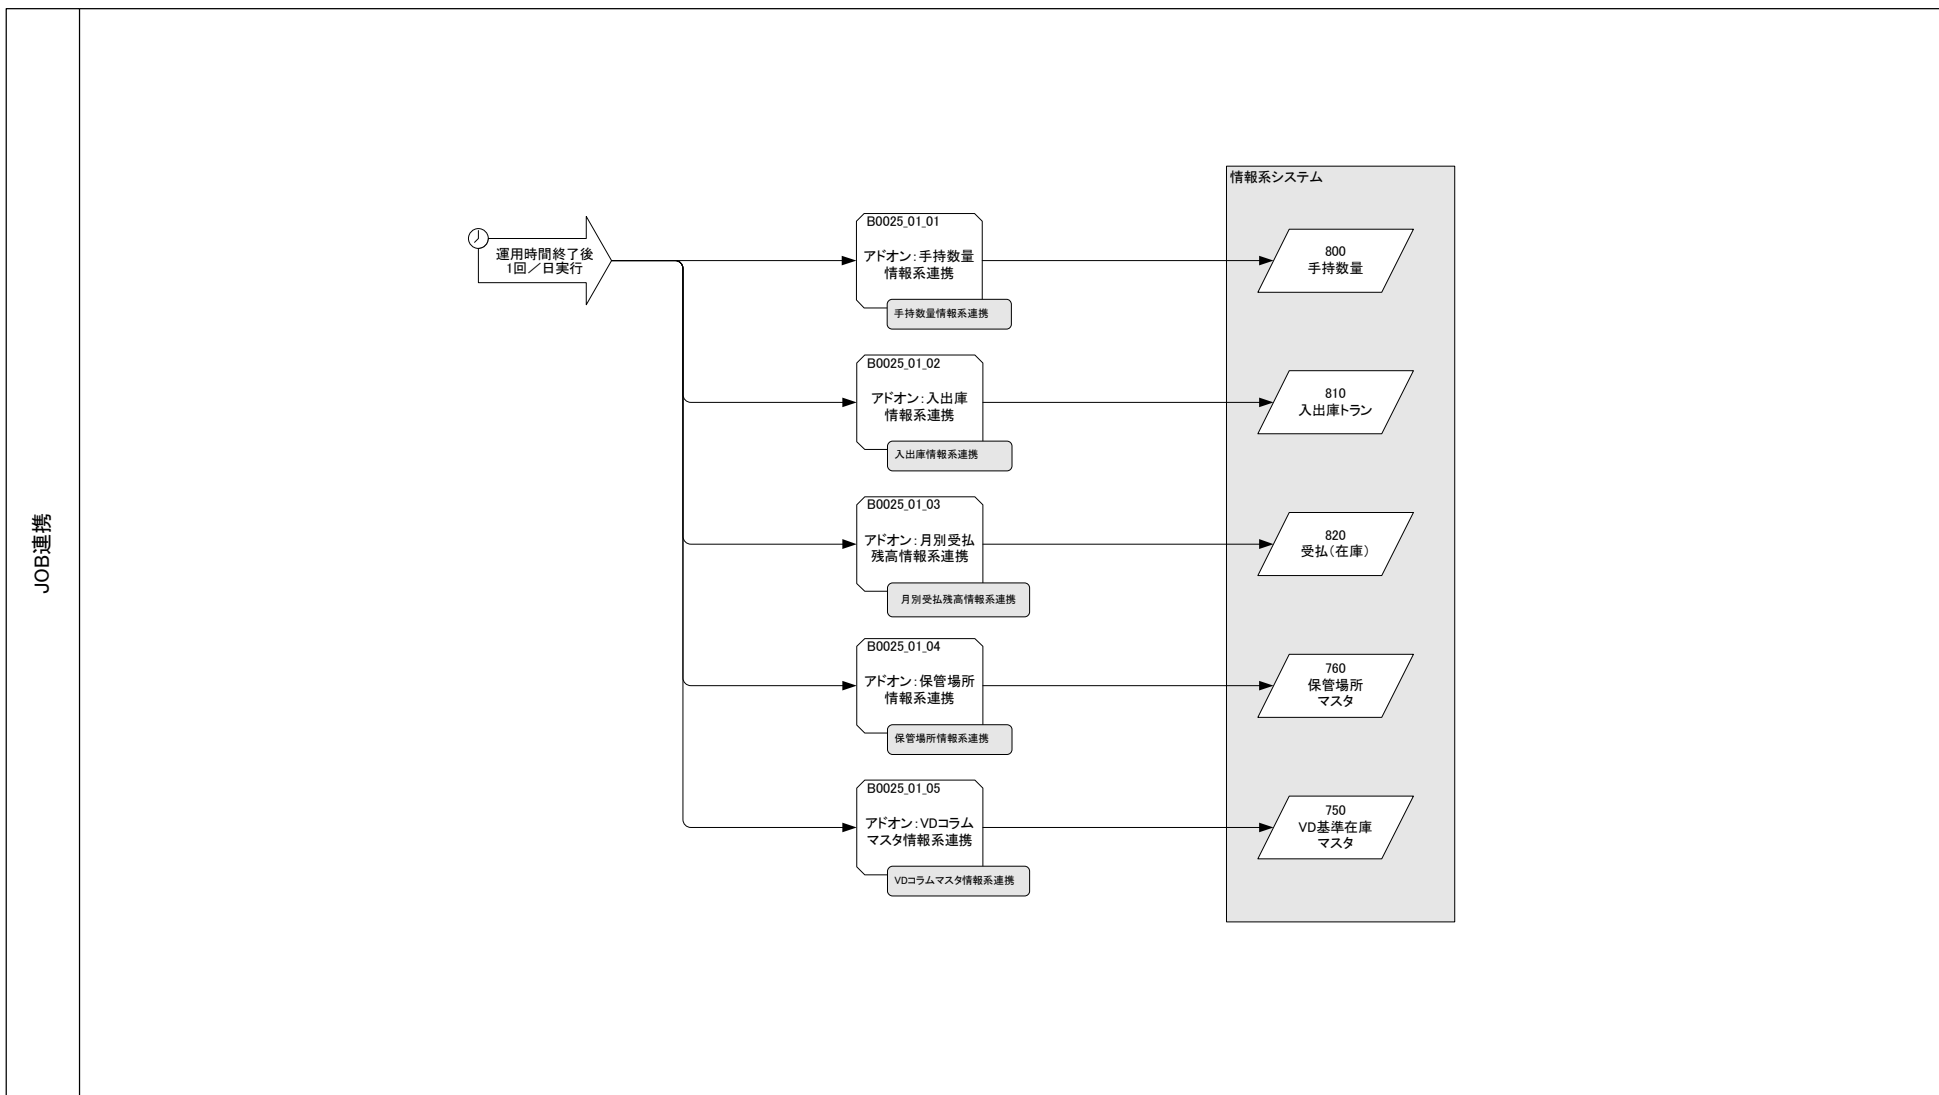 JOB連携
運用時間終了後
1回／日実行
情報系システム
B0025_01_01
アドオン：手持数量
情報系連携
手持数量情報系連携
800
手持数量
B0025_01_02
アドオン：入出庫
情報系連携
入出庫情報系連携
810
入出庫トラン
B0025_01_03
アドオン：月別受払
残高情報系連携
月別受払残高情報系連携
820
受払（在庫）
B0025_01_04
アドオン：保管場所
情報系連携
保管場所情報系連携
760
保管場所
マスタ
B0025_01_05
アドオン：VDコラム
マスタ情報系連携
VDコラムマスタ情報系連携
750
VD基準在庫
マスタ